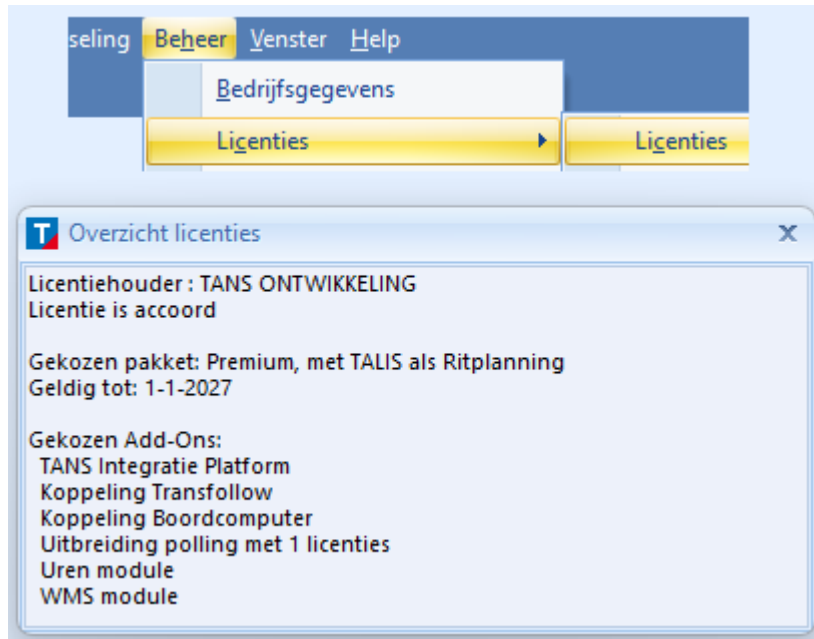 seling Beheer Venster Help
Bedrijfsgegevens
Licenties Licenties
T Overzicht licenties x
Licentiehouder : TANS ONTWIKKELING
Licentie is accoord
Gekozen pakket: Premium, met TALIS als Ritplanning
Geldig tot: 1-1-2027
Gekozen Add-Ons:
TANS Integratie Platform
Koppeling Transfollow
Koppeling Boordcomputer
Uitbreiding polling met 1 licenties
Uren module
WMS module